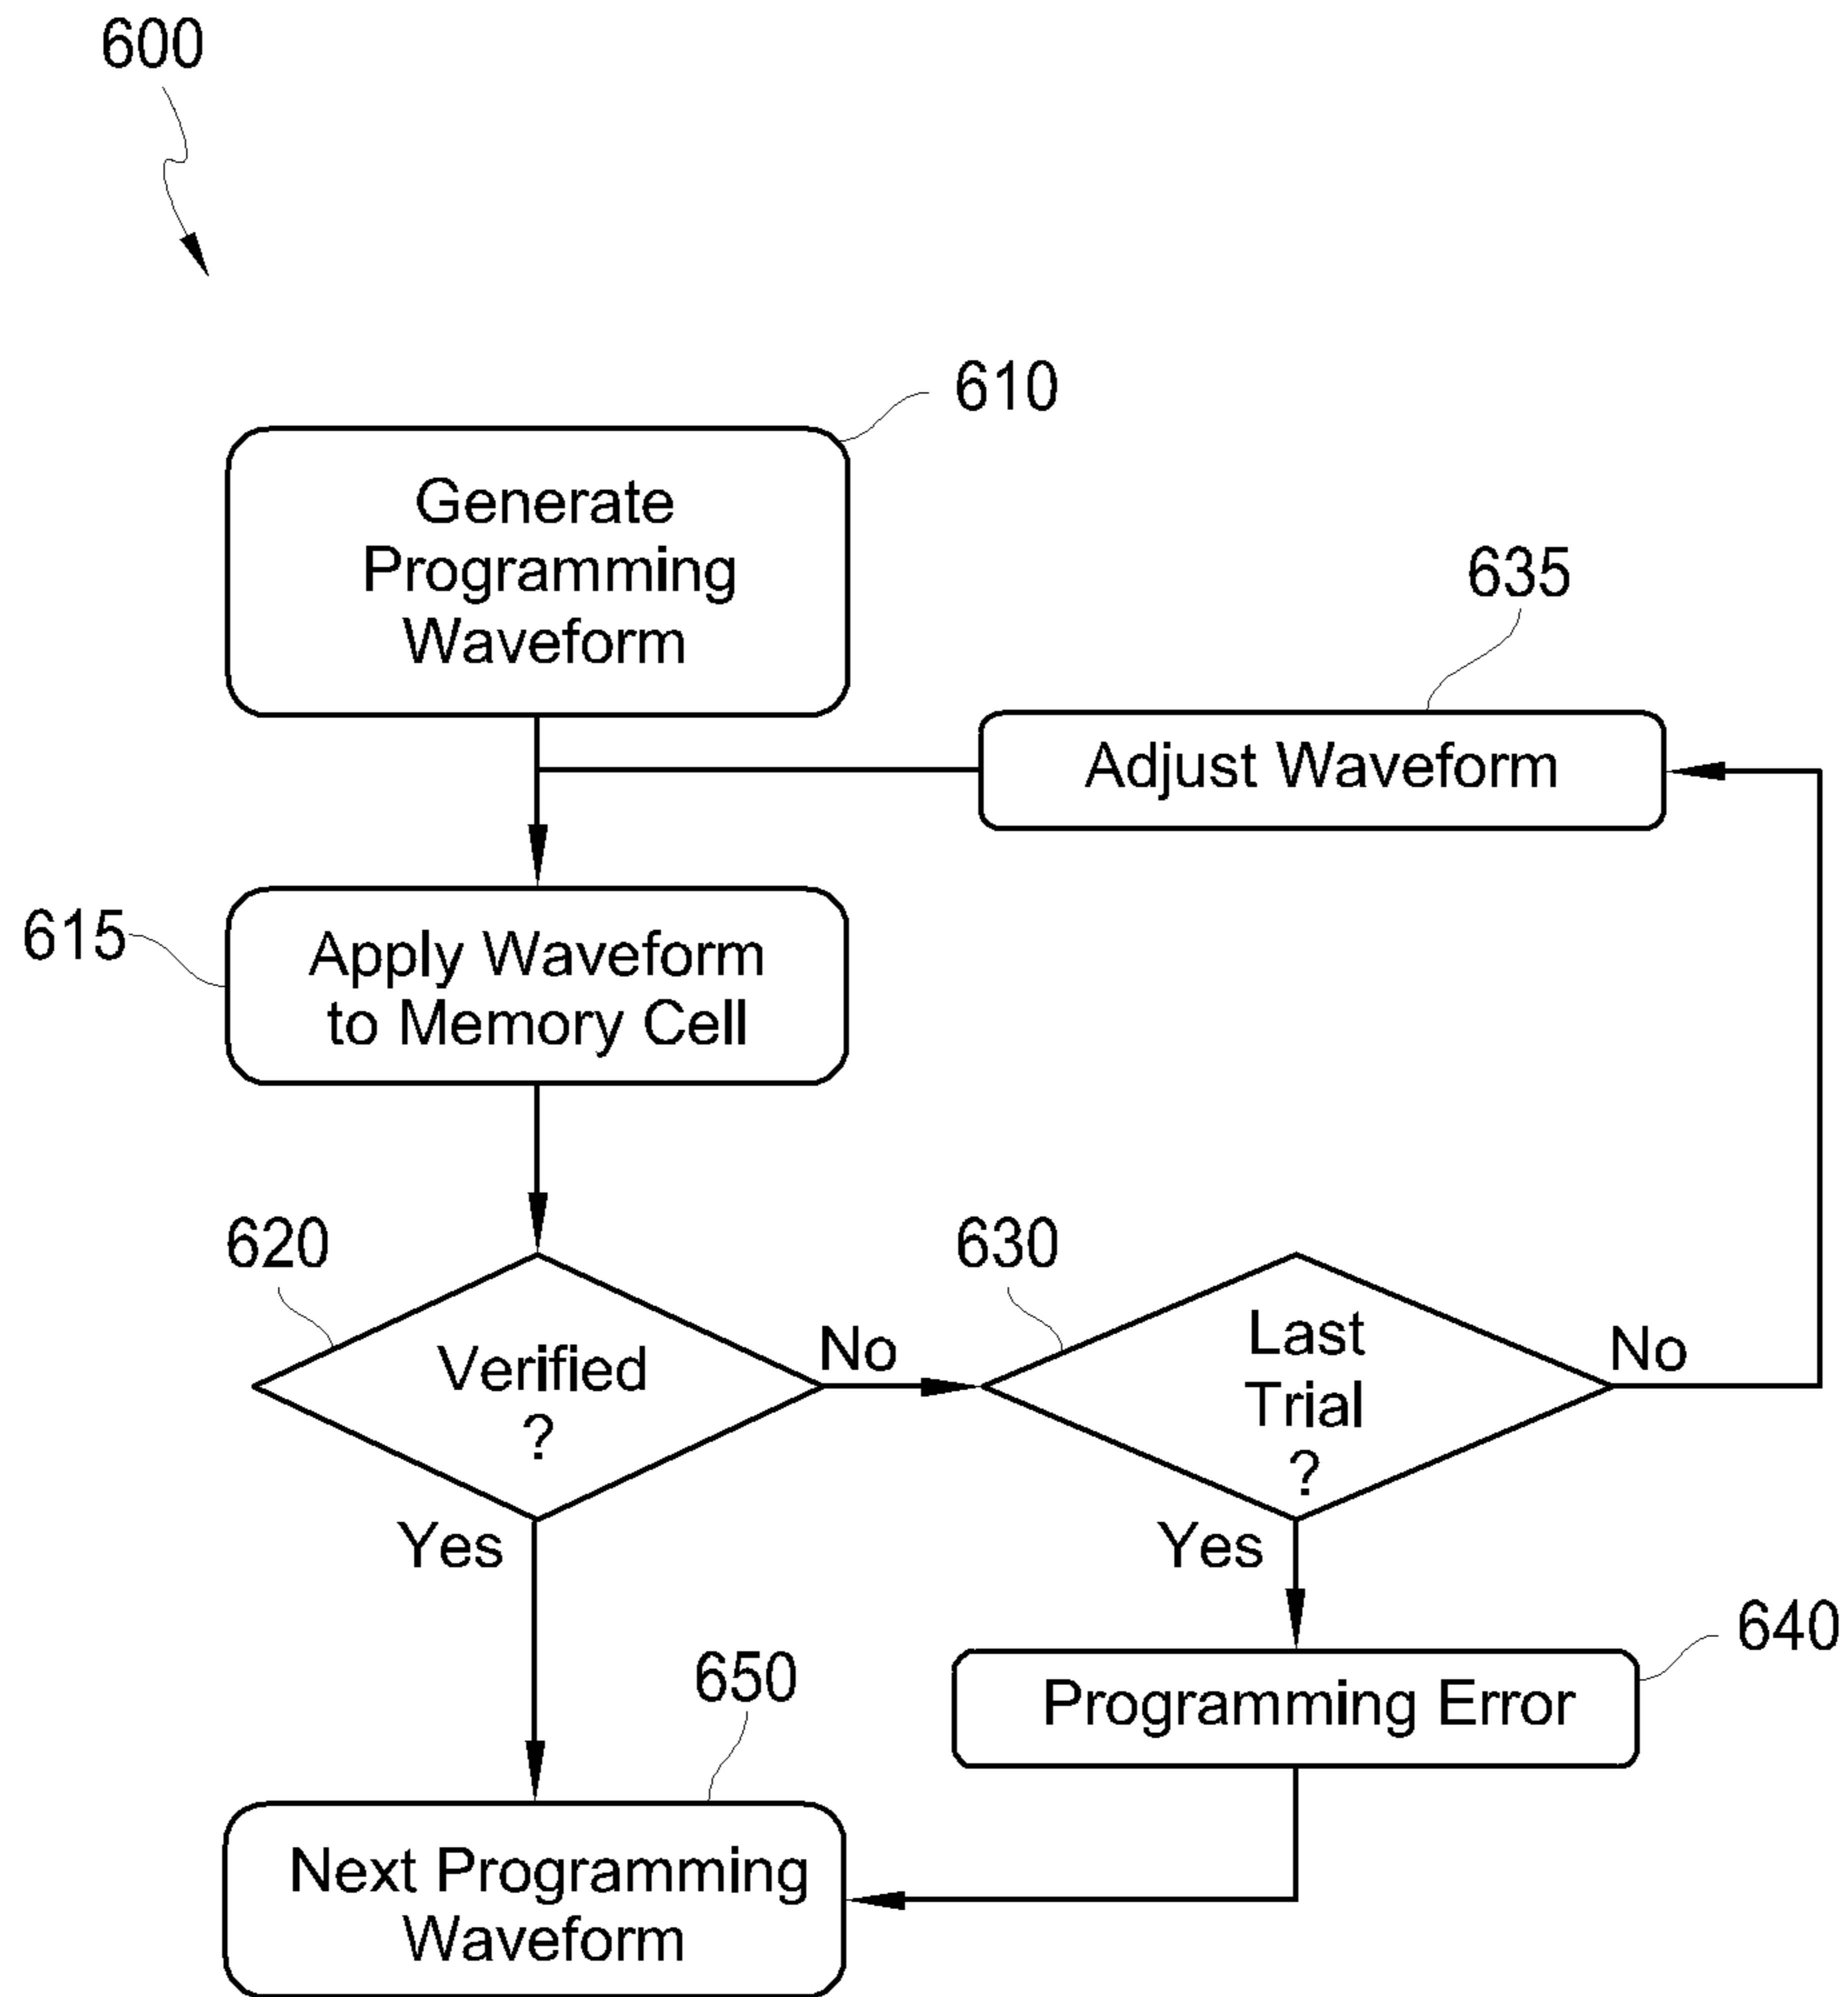 600
610
Generate
Programming
Waveform
635
Adjust Waveform
615
Apply Waveform
to Memory Cell
620
Verified
?
No
630
Last
Trial
?
No
Yes
Yes
640
Programming Error
650
Next Programming
Waveform